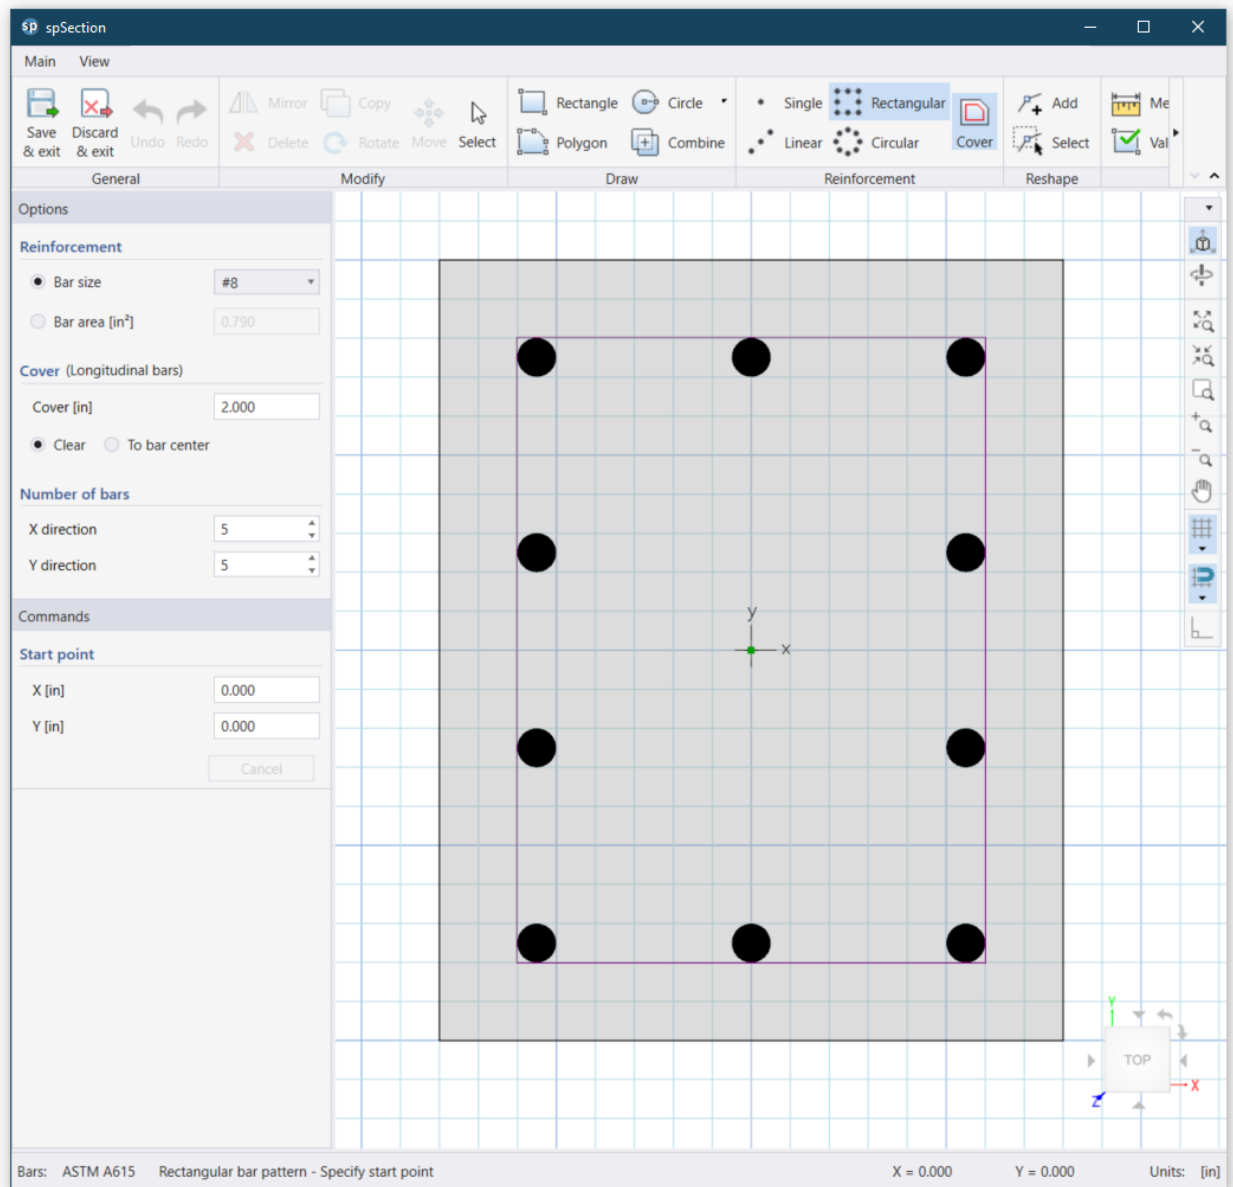 sp spSection
Main View
Save & exit
Discard & exit
Undo
Redo
Mirror
Copy
Delete
Rotate
Move
Select
Rectangle
Circle
Polygon
Combine
Single
Rectangular
Linear
Circular
Cover
Add
Select
Me
Val
General
Modify
Draw
Reinforcement
Reshape
Options
Reinforcement
Bar size #8
Bar area [in²] 0.790
Cover (Longitudinal bars)
Cover [in] 2.000
Clear To bar center
Number of bars
X direction 5
Y direction 5
Commands
Start point
X [in] 0.000
Y [in] 0.000
Cancel
y
x
Y
TOP
X
Z
Bars: ASTM A615 Rectangular bar pattern - Specify start point X = 0.000 Y = 0.000 Units: [in]